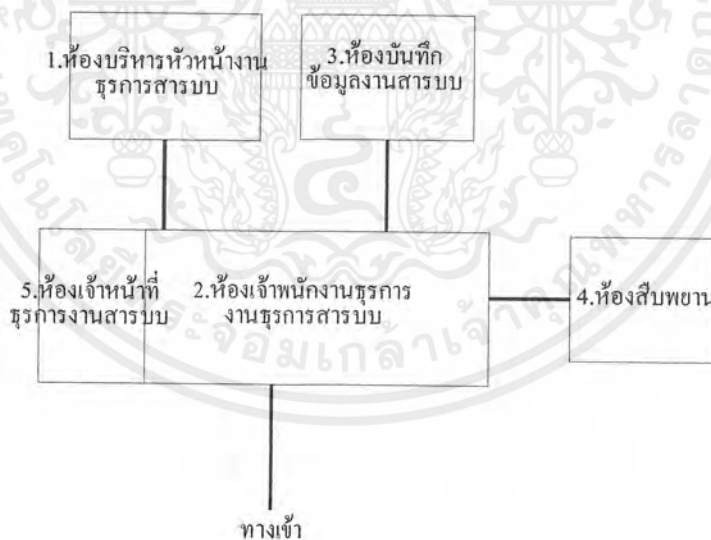 1.ห้องบริหารหัวหน้างาน
ธุรการสารบบ
3.ห้องบันทึก
ข้อมูลงานสารบบ
5.ห้องเจ้าหน้าที่
ธุรการงานสารบบ
2.ห้องเจ้าพนักงานธุรการ
งานธุรการสารบบ
4.ห้องสืบพยาน
ทางเข้า